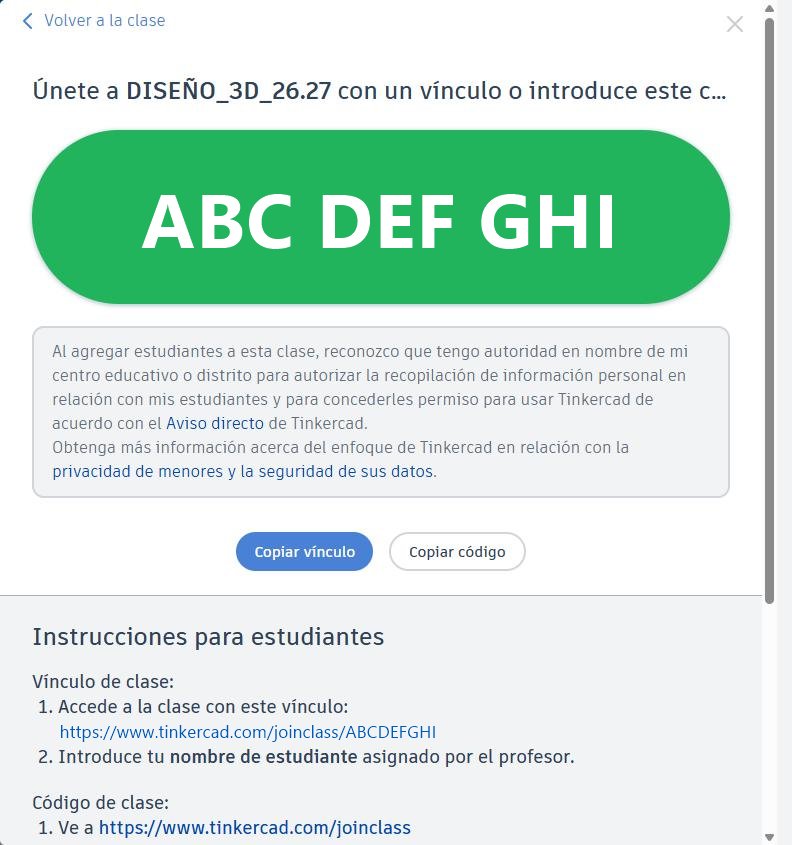 Volver a la clase
Únete a DISEÑO_3D_26.27 con un vínculo o introduce este c...
ABC DEF GHI
Al agregar estudiantes a esta clase, reconozco que tengo autoridad en nombre de mi
centro educativo o distrito para autorizar la recopilación de información personal en
relación con mis estudiantes y para concederles permiso para usar Tinkercad de
acuerdo con el Aviso directo de Tinkercad.
Obtenga más información acerca del enfoque de Tinkercad en relación con la
privacidad de menores y la seguridad de sus datos.
Copiar vínculo Copiar código
Instrucciones para estudiantes
Vínculo de clase:
1. Accede a la clase con este vínculo:
https://www.tinkercad.com/joinclass/ABCDEFGHI
2. Introduce tu nombre de estudiante asignado por el profesor.
Código de clase:
1. Ve a https://www.tinkercad.com/joinclass